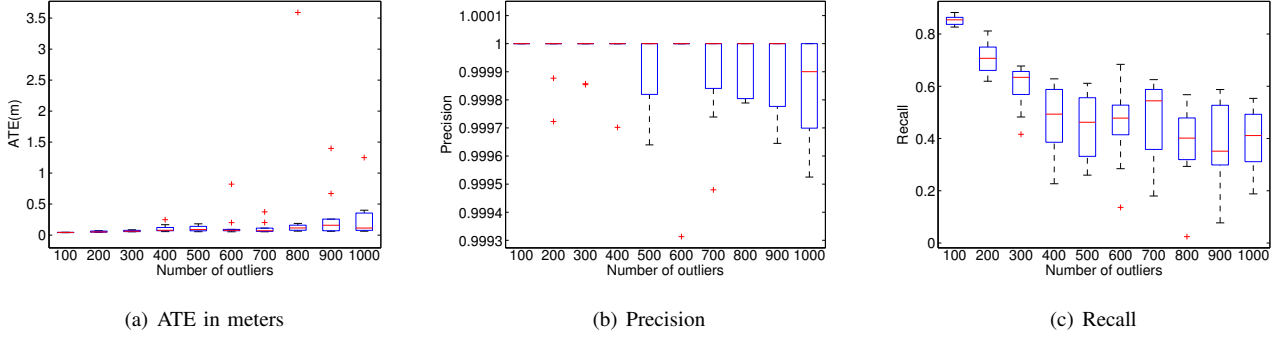 3.5
3
2.5
2
1.5
1
0.5
0
ATE(m)
100 200 300 400 500 600 700 800 900 1000
Number of outliers
(a) ATE in meters
1.0001
1
0.9999
0.9998
0.9997
0.9996
0.9995
0.9994
0.9993
Precision
100 200 300 400 500 600 700 800 900 1000
Number of outliers
(b) Precision
0.8
0.6
0.4
0.2
0
Recall
100 200 300 400 500 600 700 800 900 1000
Number of outliers
(c) Recall